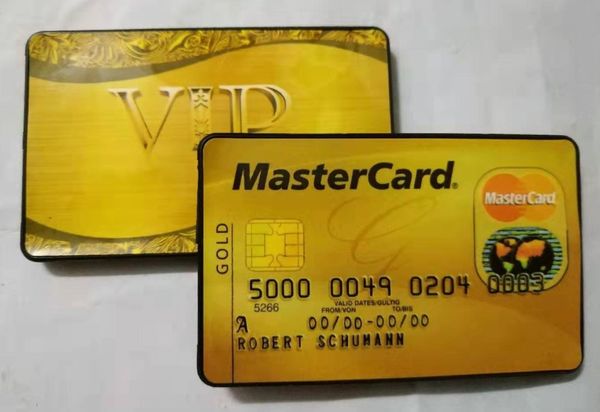 VIP
MasterCard®
MasterCard
GOLD
G
5000 0049 0204 0003
5266
VALID DATES/GÜLTIG
FROM/VON TO/BIS
A 00/00-00/00
ROBERT SCHUMANN